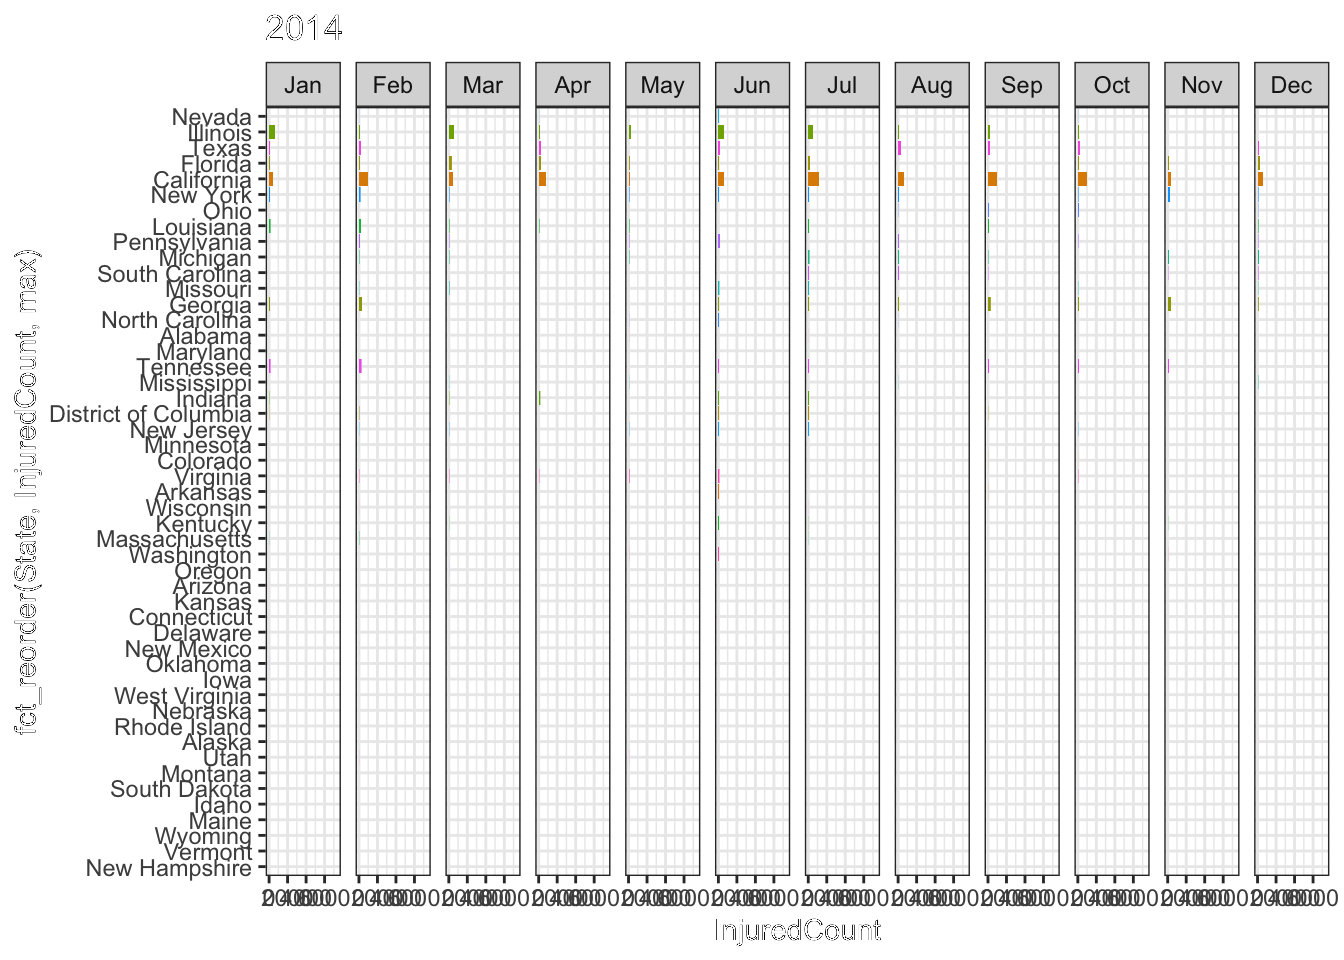 2014
Jan Feb Mar Apr May Jun Jul Aug Sep Oct Nov Dec
fct_reorder(State, InjuredCount, max)
Nevada
Illinois
Texas
Florida
California
New York
Ohio
Louisiana
Pennsylvania
Michigan
South Carolina
Missouri
Georgia
North Carolina
Alabama
Maryland
Tennessee
Mississippi
Indiana
District of Columbia
New Jersey
Minnesota
Colorado
Virginia
Arkansas
Wisconsin
Kentucky
Massachusetts
Washington
Oregon
Arizona
Kansas
Connecticut
Delaware
New Mexico
Oklahoma
Iowa
West Virginia
Nebraska
Rhode Island
Alaska
Utah
Montana
South Dakota
Idaho
Maine
Wyoming
Vermont
New Hampshire
InjuredCount